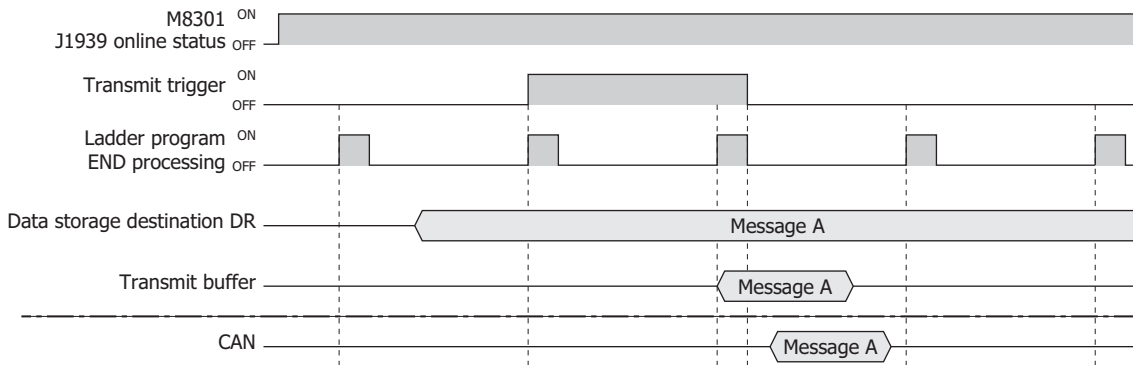 M8301 ON
J1939 online status OFF
Transmit trigger ON
OFF
Ladder program ON
END processing OFF
Data storage destination DR Message A
Transmit buffer Message A
CAN Message A